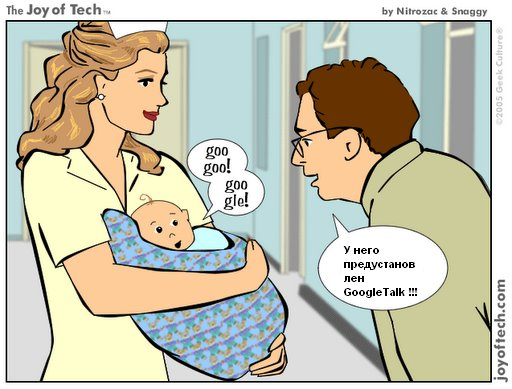 The Joy of Tech™ by Nitrozac & Snaggy
©2005 Geek Culture®
goo
goo!
goo
gle!
У него
предустанов
лен
GoogleTalk !!!
joyoftech.com